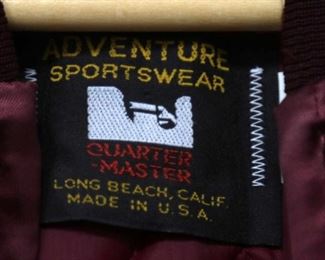 ADVENTURE
SPORTSWEAR
QUARTER
-MASTER
LONG BEACH, CALIF.
MADE IN U.S.A.